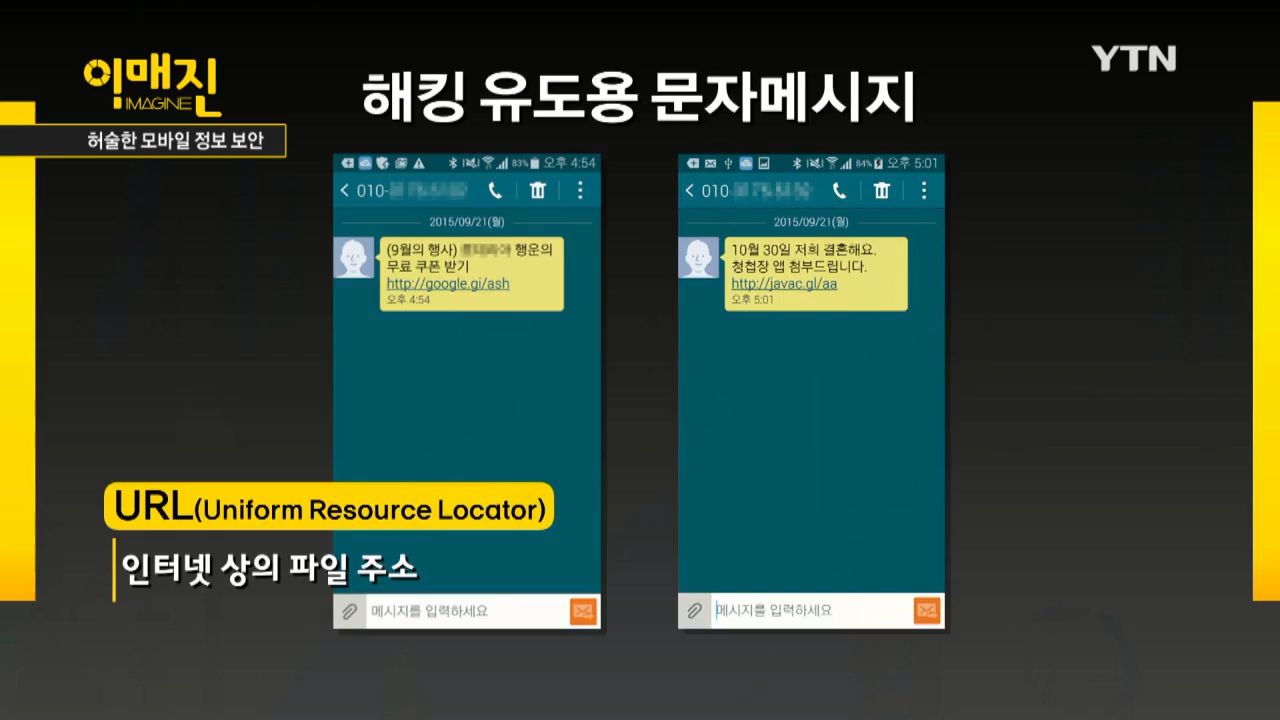 이매진
IMAGINE
허술한 모바일 정보 보안
해킹 유도용 문자메시지
YTN
83% 오후 4:54
010-
2015/09/21(월)
(9월의 행사) 행운의
무료 쿠폰 받기
http://google.gi/ash
오후 4:54
메시지를 입력하세요
84% 오후 5:01
010-
2015/09/21(월)
10월 30일 저희 결혼해요.
청첩장 앱 첨부드립니다.
http://javac.gl/aa
오후 5:01
메시지를 입력하세요
URL(Uniform Resource Locator)
인터넷 상의 파일 주소